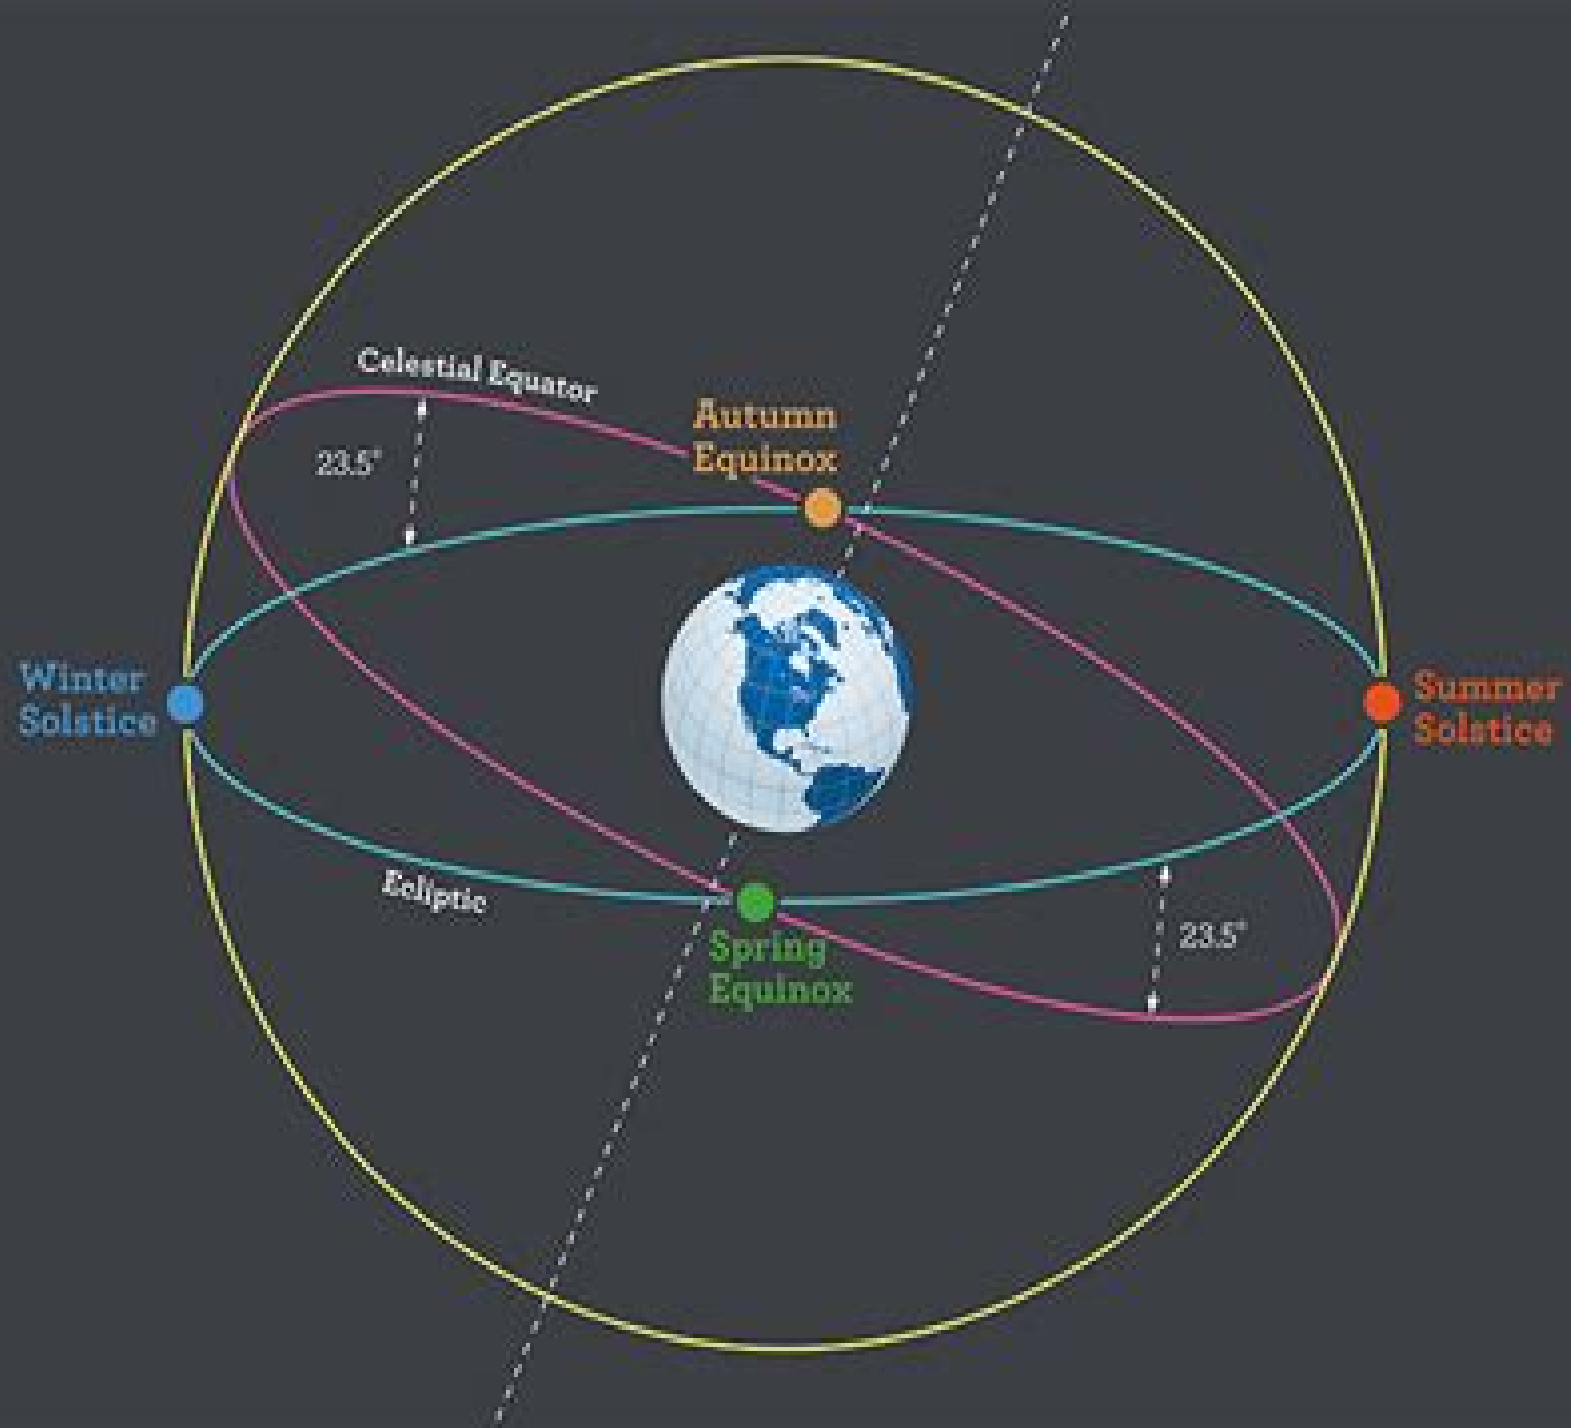 Celestial Equator
Autumn
Equinox
23.5°
Winter
Solstice
Summer
Solstice
Ecliptic
23.5°
Spring
Equinox